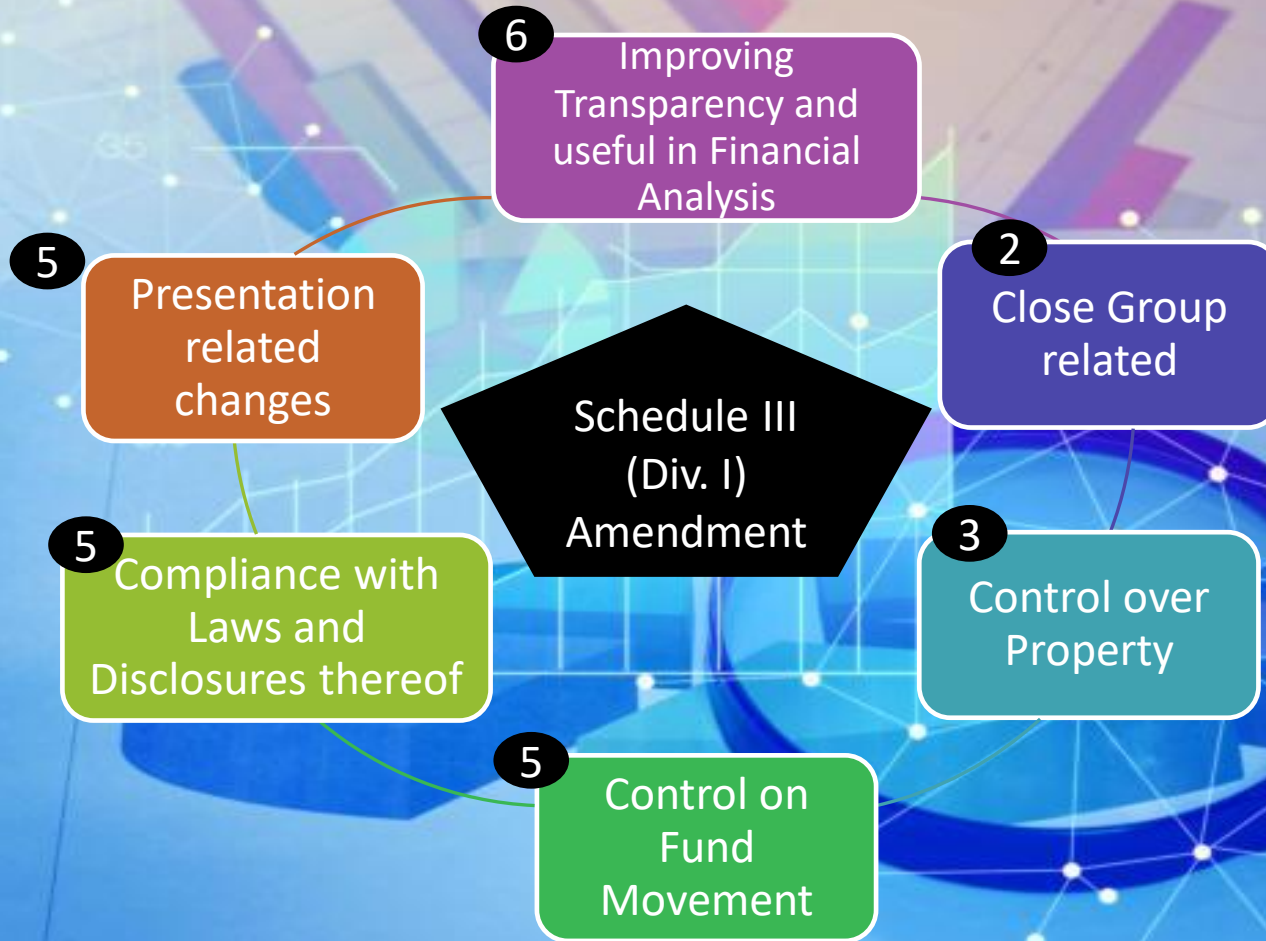 6
Improving
Transparency and
useful in Financial
Analysis
2
Close Group
related
3
Control over
Property
5
Control on
Fund
Movement
5
Compliance with
Laws and
Disclosures thereof
5
Presentation
related
changes
Schedule III
(Div. I)
Amendment